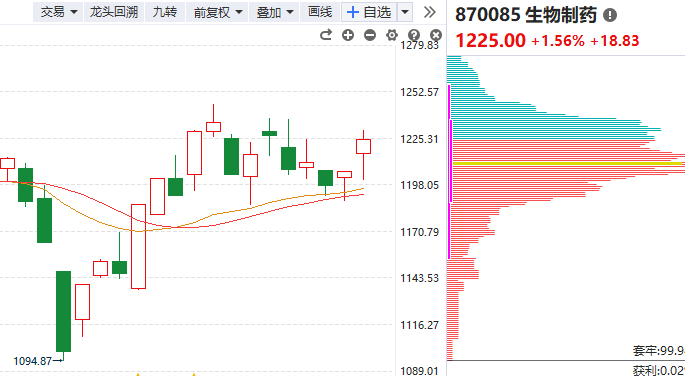 交易 龙头回溯 九转 前复权 叠加 画线 自选
870085 生物制药
1225.00 +1.56% +18.83
1279.83
1252.57
1225.31
1198.05
1170.79
1143.53
1116.27
1094.87
1089.01
套牢:99.9
获利:0.02